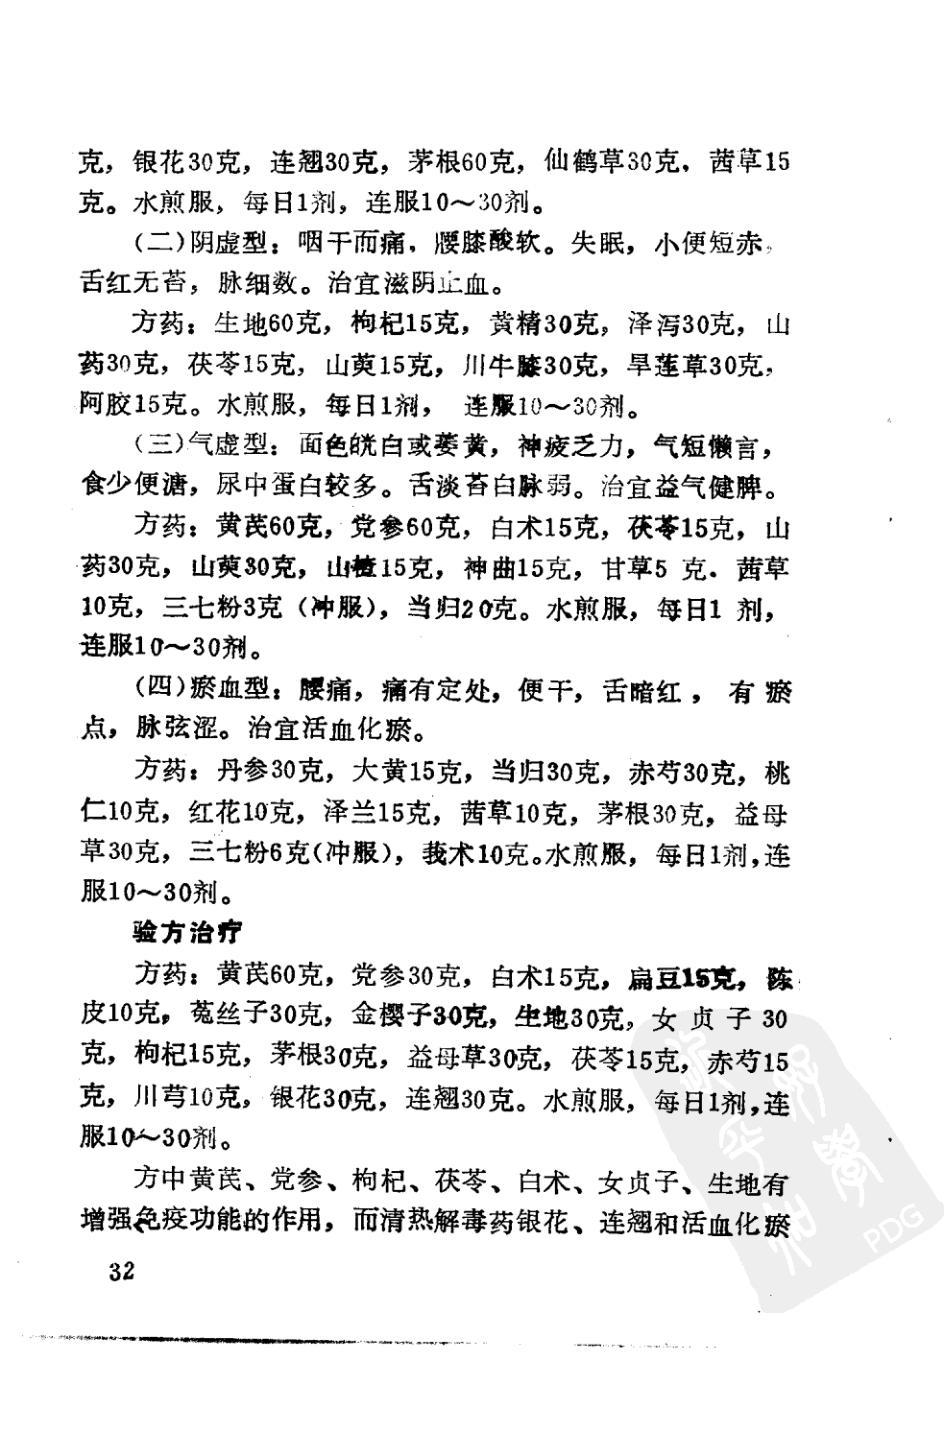 克，银花30克，连翘30克，茅根60克，仙鹤草30克，茜草15
克。水煎服，每日1剂，连服10～30剂。
(二)阴虚型：咽干而痛，腰膝酸软。失眠，小便短赤，
舌红无苔，脉细数。治宜滋阴止血。
方药：生地60克，枸杞15克，黄精30克，泽泻30克，山
药30克，茯苓15克，山萸15克，川牛膝30克，旱莲草30克，
阿胶15克。水煎服，每日1剂，连服10～30剂。
(三)气虚型：面色㿠白或萎黄，神疲乏力，气短懒言，
食少便溏，尿中蛋白较多。舌淡苔白脉弱。治宜益气健脾。
方药：黄芪60克，党参60克，白术15克，茯苓15克，山
药30克，山萸30克，山楂15克，神曲15克，甘草5 克．茜草
10克，三七粉3克（冲服），当归20克。水煎服，每日1 剂，
连服10～30剂。
(四)瘀血型：腰痛，痛有定处，便干，舌暗红，有瘀
点，脉弦涩。治宜活血化瘀。
方药：丹参30克，大黄15克，当归30克，赤芍30克，桃
仁10克，红花10克，泽兰15克，茜草10克，茅根30克，益母
草30克，三七粉6克(冲服)，莪术10克。水煎服，每日1剂，连
服10～30剂。
验方治疗
方药：黄芪60克，党参30克，白术15克，扁豆15克，陈
皮10克，菟丝子30克，金樱子30克，生地30克，女贞子30
克，枸杞15克，茅根30克，益母草30克，茯苓15克，赤芍15
克，川芎10克，银花30克，连翘30克。水煎服，每日1剂，连
服10～30剂。
方中黄芪、党参、枸杞、茯苓、白术、女贞子、生地有
增强免疫功能的作用，而清热解毒药银花、连翘和活血化瘀
32
PDG